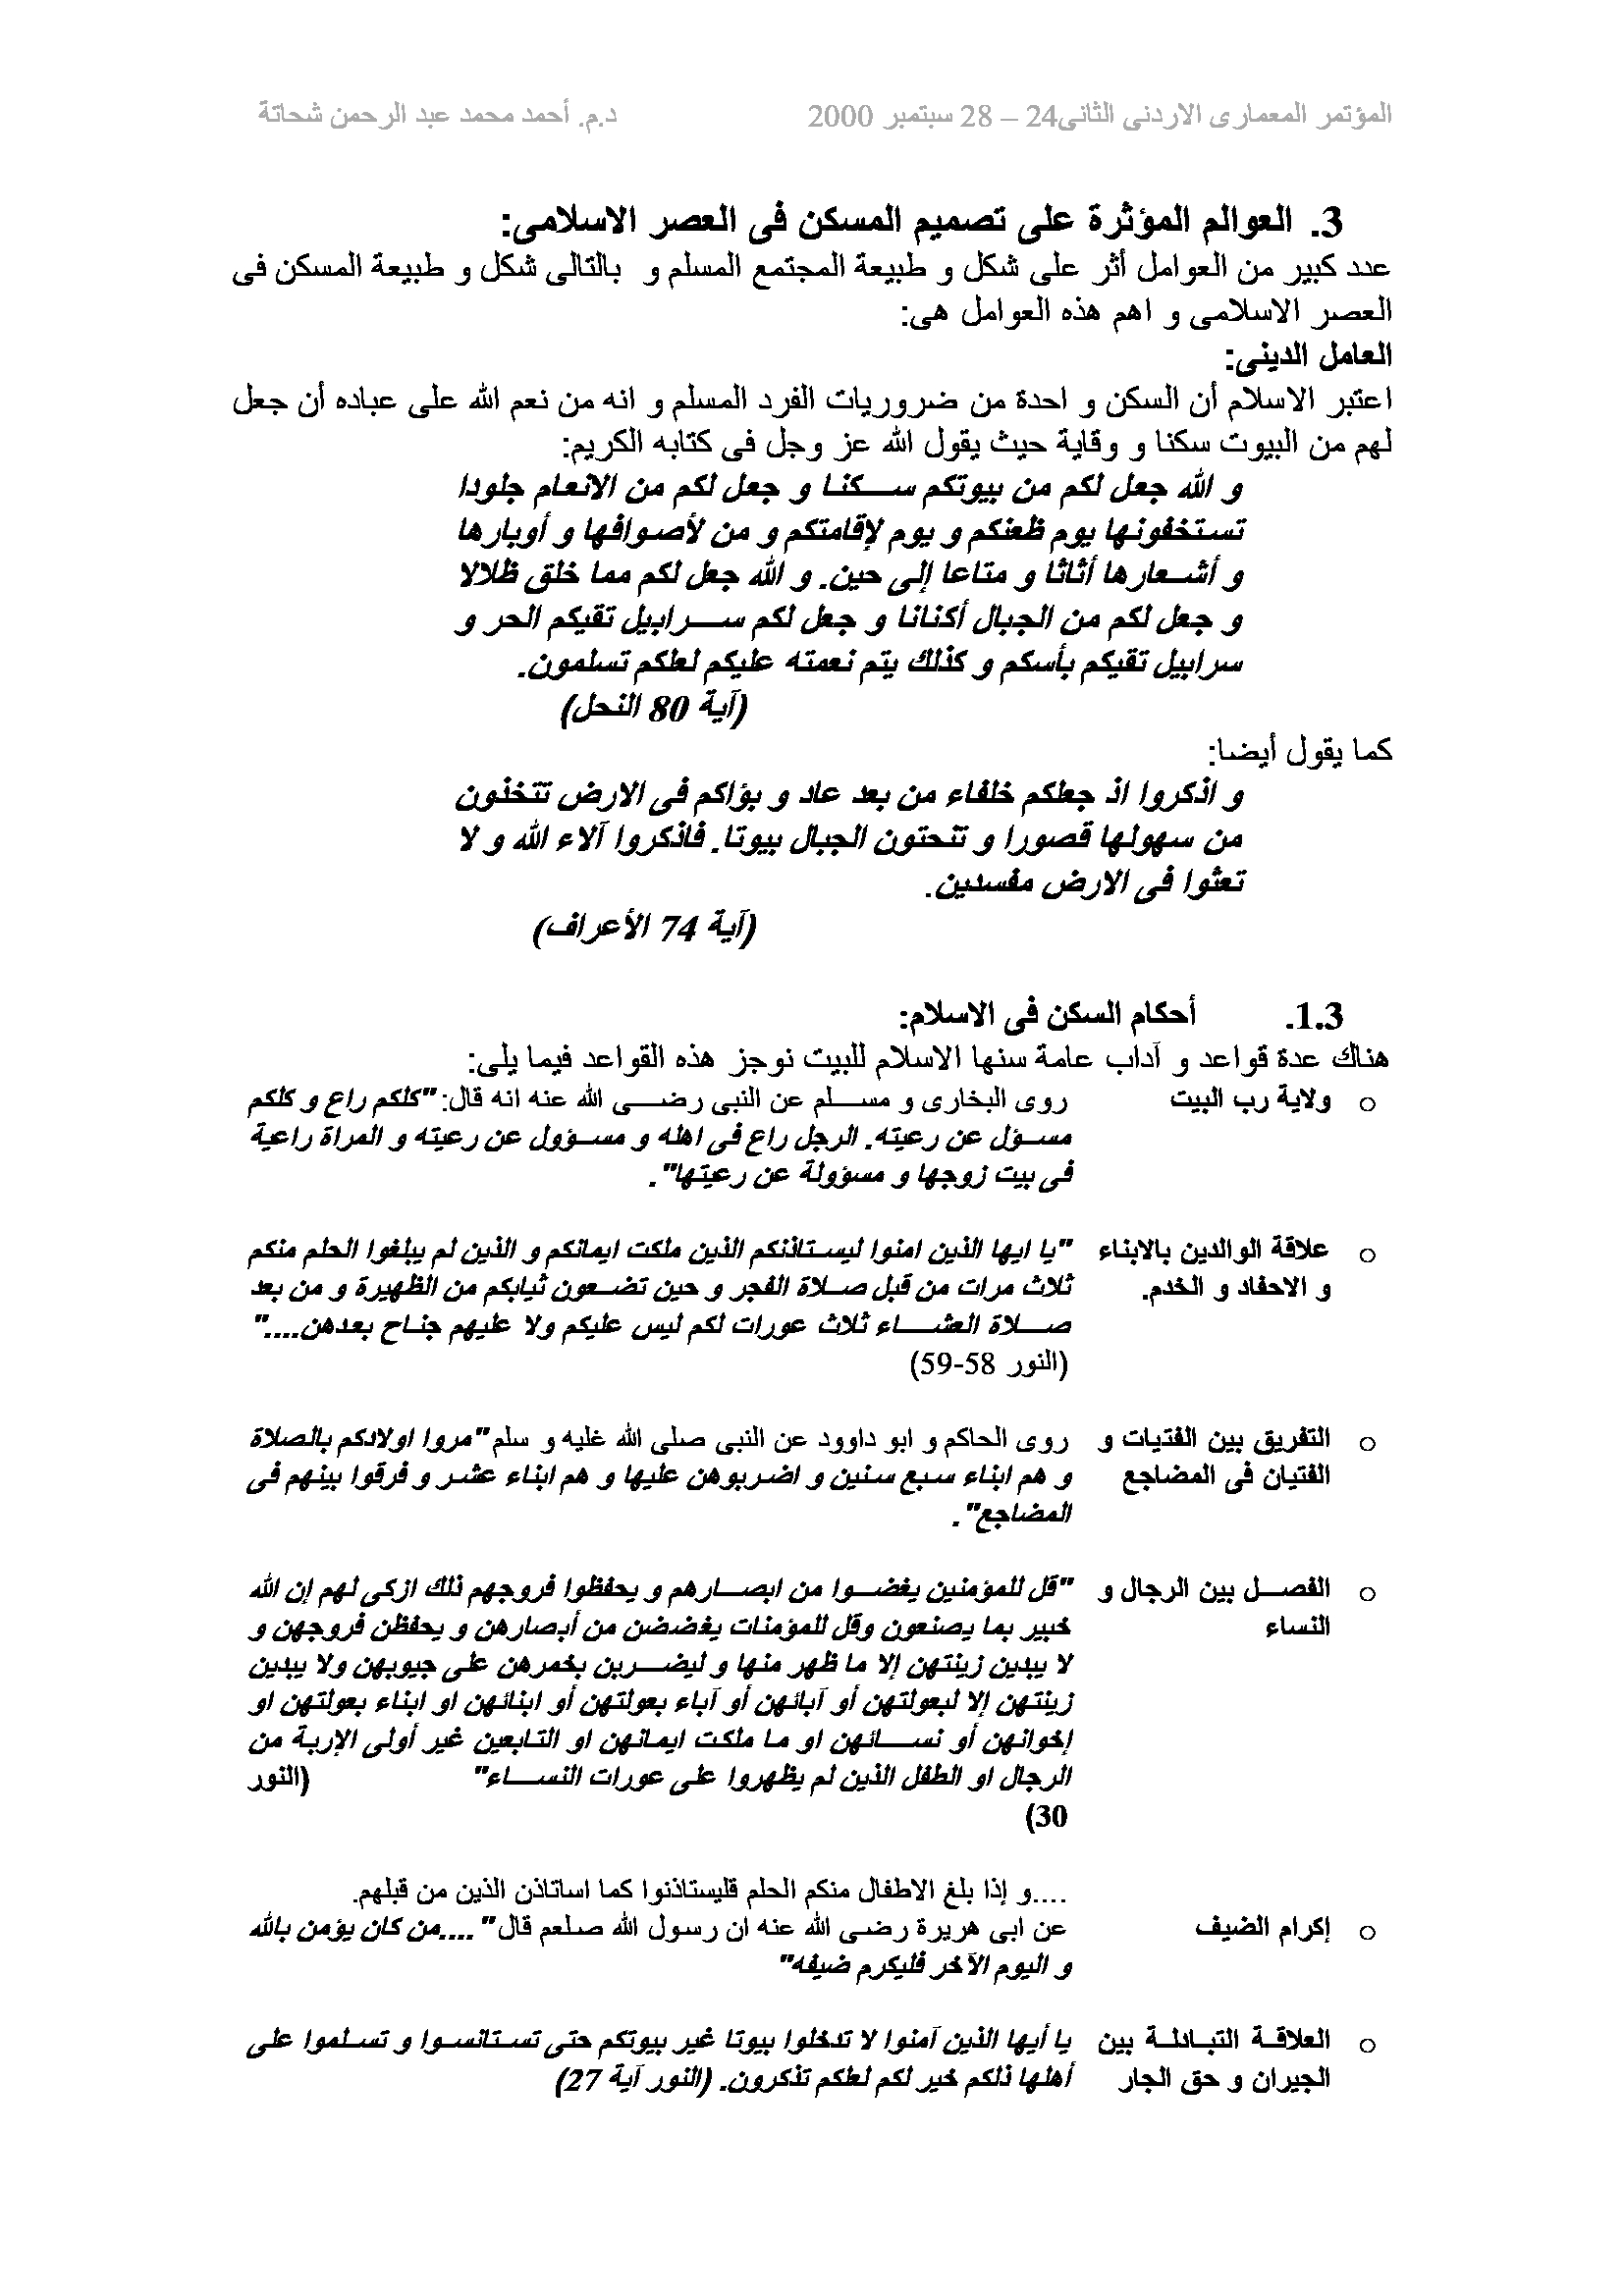 المؤتمر المعمارى الاردنى الثانى24 – 28 سبتمبر 2000 د.م. أحمد محمد عبد الرحمن شحاتة
3. العوالم المؤثرة على تصميم المسكن فى العصر الاسلامى:
عدد كبير من العوامل أثر على شكل و طبيعة المجتمع المسلم و بالتالى شكل و طبيعة المسكن فى
العصر الاسلامى و اهم هذه العوامل هى:
العامل الدينى:
اعتبر الاسلام أن السكن و احدة من ضروريات الفرد المسلم و انه من نعم الله على عباده أن جعل
لهم من البيوت سكنا و وقاية حيث يقول الله عز وجل فى كتابه الكريم:
و الله جعل لكم من بيوتكم سكنا و جعل لكم من الانعام جلودا
تستخفونها يوم ظعنكم و يوم لإقامتكم و من لأصوافها و أوبارها
و أشعارها أثاثا و متاعا إلى حين. و الله جعل لكم مما خلق ظلالا
و جعل لكم من الجبال أكنانا و جعل لكم سرابيل تقيكم الحر و
سرابيل تقيكم بأسكم و كذلك يتم نعمته عليكم لعلكم تسلمون.
(آية 80 النحل)
كما يقول أيضا:
و اذكروا اذ جعلكم خلفاء من بعد عاد و بؤاكم فى الارض تتخذون
من سهولها قصورا و تنحتون الجبال بيوتا. فاذكروا آلاء الله و لا
تعثوا فى الارض مفسدين.
(آية 74 الأعراف)
1.3. أحكام السكن فى الاسلام:
هناك عدة قواعد و آداب عامة سنها الاسلام للبيت نوجز هذه القواعد فيما يلى:
o ولاية رب البيت روى البخارى و مسلم عن النبى رضى الله عنه انه قال: "كلكم راع و كلكم
مسؤل عن رعيته. الرجل راع فى اهله و مسؤول عن رعيته و المراة راعية
فى بيت زوجها و مسؤولة عن رعيتها".
o علاقة الوالدين بالابناء "يا ايها الذين امنوا ليستاذنكم الذين ملكت ايمانكم و الذين لم يبلغوا الحلم منكم
و الاحفاد و الخدم. ثلاث مرات من قبل صلاة الفجر و حين تضعون ثيابكم من الظهيرة و من بعد
صلاة العشاء ثلاث عورات لكم ليس عليكم ولا عليهم جناح بعدهن...."
(النور 58-59)
o التفريق بين الفتيات و روى الحاكم و ابو داوود عن النبى صلى الله غليه و سلم "مروا اولادكم بالصلاة
الفتيان فى المضاجع و هم ابناء سبع سنين و اضربوهن عليها و هم ابناء عشر و فرقوا بينهم فى
المضاجع".
o الفصل بين الرجال و "قل للمؤمنين يغضوا من ابصارهم و يحفظوا فروجهم ذلك ازكى لهم إن الله
النساء خبير بما يصنعون وقل للمؤمنات يغضضن من أبصارهن و يحفظن فروجهن و
لا يبدين زينتهن إلا ما ظهر منها و ليضربن بخمرهن على جيوبهن ولا يبدين
زينتهن إلا لبعولتهن أو آبائهن أو آباء بعولتهن أو ابنائهن او ابناء بعولتهن او
إخوانهن أو نسائهن او ما ملكت ايمانهن او التابعين غير أولى الإربة من
الرجال او الطفل الذين لم يظهروا على عورات النساء" (النور
30)
....و إذا بلغ الاطفال منكم الحلم قليستاذنوا كما اساتاذن الذين من قبلهم.
o إكرام الضيف عن ابى هريرة رضى الله عنه ان رسول الله صلعم قال "....من كان يؤمن بالله
و اليوم الآخر فليكرم ضيفه"
o العلاقة التبادلة بين يا أيها الذين آمنوا لا تدخلوا بيوتا غير بيوتكم حتى تستانسوا و تسلموا على
الجيران و حق الجار أهلها ذلكم خير لكم لعلكم تذكرون. (النور آية 27)